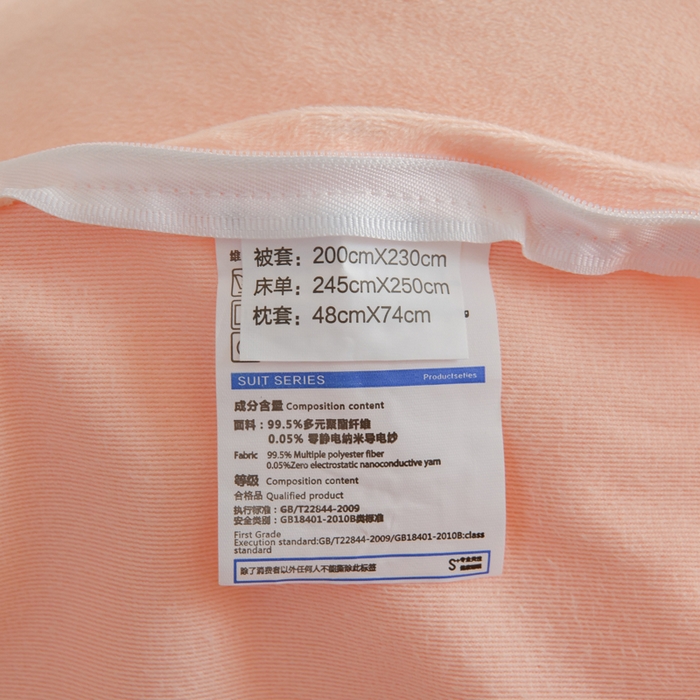 维
被套：200cmX230cm
床单：245cmX250cm
枕套：48cmX74cm
g
SUIT SERIES Productseties
成分含量 Composition content
面料：99.5%多元聚酯纤维
0.05% 零静电纳米导电纱
Fabric 99.5% Multiple polyester fiber
0.05%Zero electrostatic nanoconductive yarn
等级 Composition content
合格品 Qualified product
执行标准：GB/T22844-2009
安全类别：GB18401-2010B类标准
First Grade
Execution standard:GB/T22844-2009/GB18401-2010B:class
standard
除了消费者以外任何人不能撕除此标签
S+